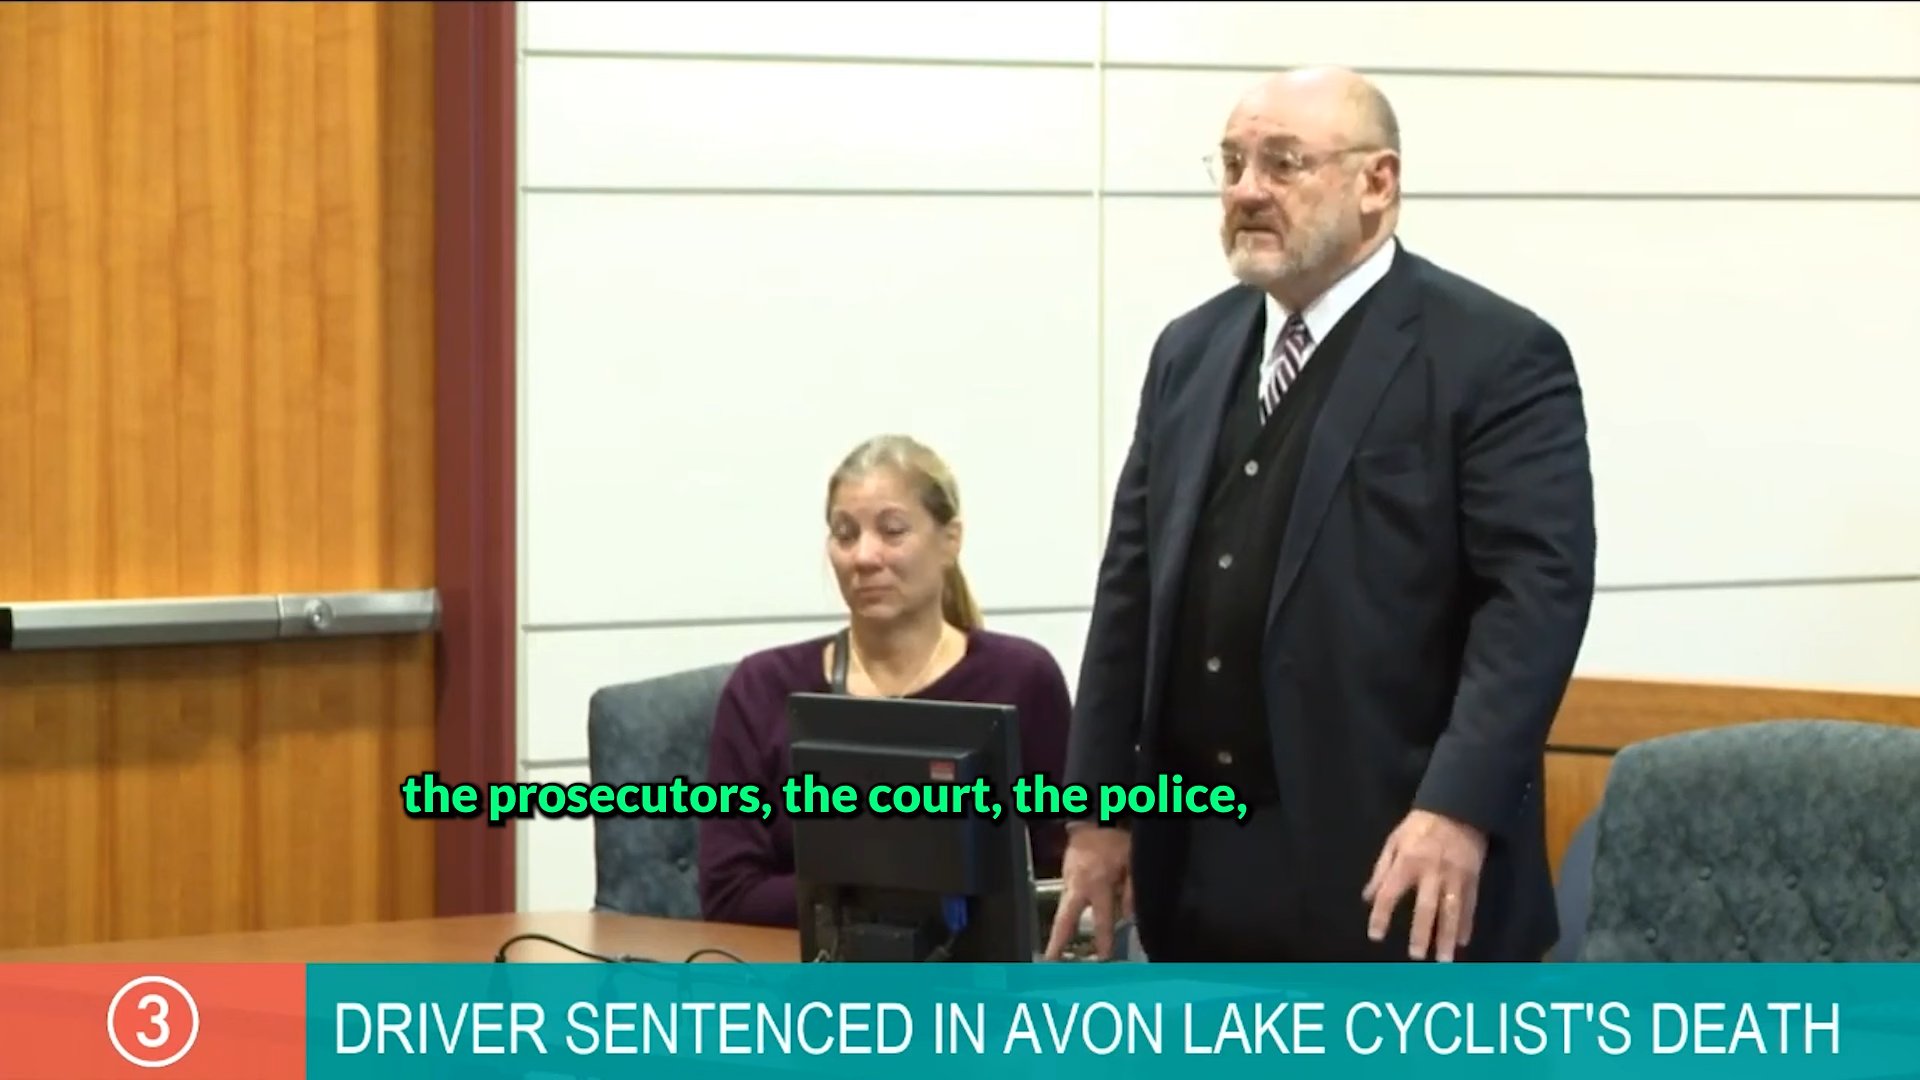 the prosecutors, the court, the police,
3
DRIVER SENTENCED IN AVON LAKE CYCLIST'S DEATH